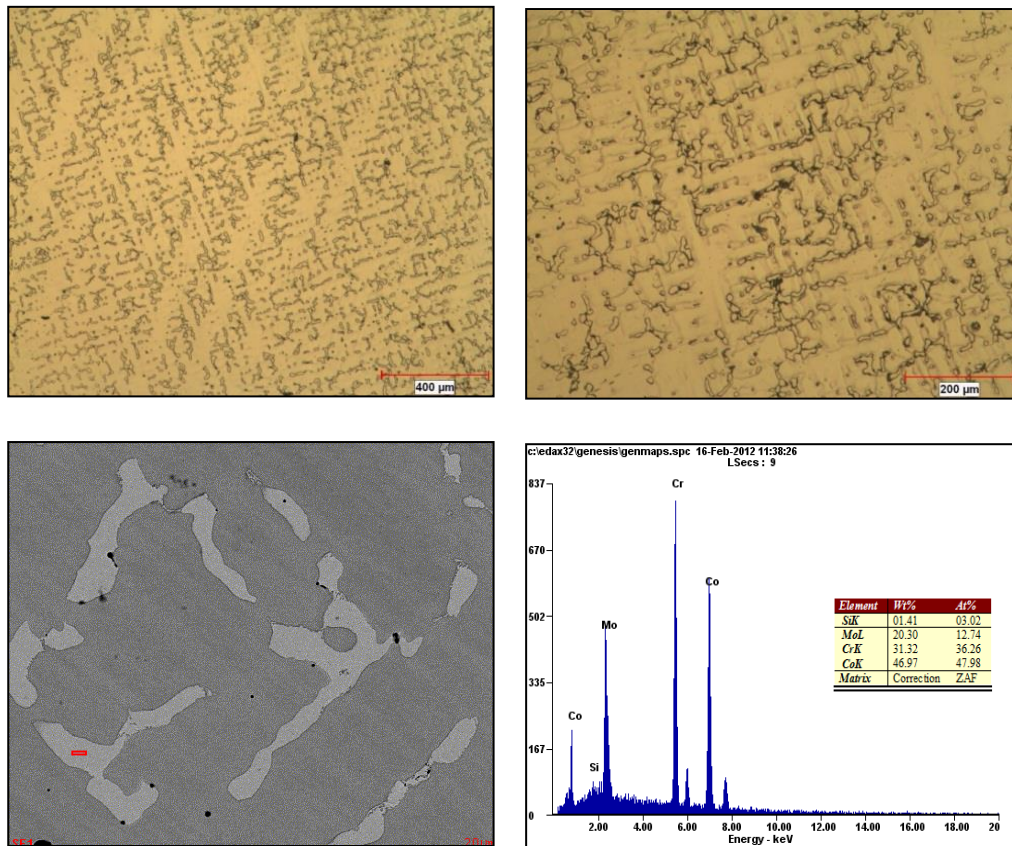 400 µm
200 µm
SE1
20µm
c:\edax32\genesis\genmaps.spc 16-Feb-2012 11:38:26
LSecs : 9
837
670
502
335
167
0
Co
Si
Mo
Cr
Co
Element Wt% At%
SiK 01.41 03.02
MoL 20.30 12.74
CrK 31.32 36.26
CoK 46.97 47.98
Matrix Correction ZAF
2.00 4.00 6.00 8.00 10.00 12.00 14.00 16.00 18.00 20
Energy - keV